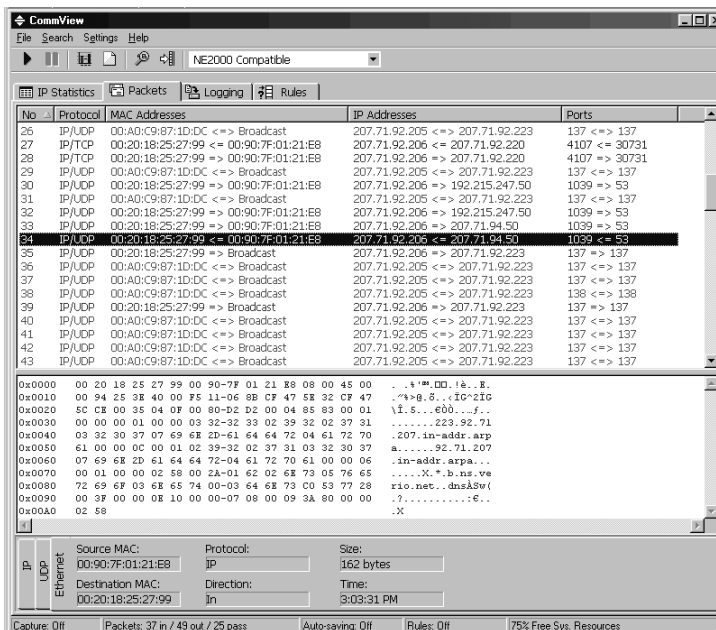 CommView
File Search Settings Help
NE2000 Compatible
IP Statistics Packets Logging Rules
No Protocol MAC Addresses IP Addresses Ports
26 IP/UDP 00:A0:C9:87:1D:DC <=> Broadcast 207.71.92.205 <=> 207.71.92.223 137 <=> 137
27 IP/TCP 00:20:18:25:27:99 <= 00:90:7F:01:21:E8 207.71.92.206 <= 207.71.92.220 4107 <= 30731
28 IP/TCP 00:20:18:25:27:99 => 00:90:7F:01:21:E8 207.71.92.206 => 207.71.92.220 4107 => 30731
29 IP/UDP 00:A0:C9:87:1D:DC <=> Broadcast 207.71.92.205 <=> 207.71.92.223 137 <=> 137
30 IP/UDP 00:20:18:25:27:99 => 00:90:7F:01:21:E8 207.71.92.206 => 192.215.247.50 1039 => 53
31 IP/UDP 00:A0:C9:87:1D:DC <=> Broadcast 207.71.92.205 <=> 207.71.92.223 137 <=> 137
32 IP/UDP 00:20:18:25:27:99 => 00:90:7F:01:21:E8 207.71.92.206 => 192.215.247.50 1039 => 53
33 IP/UDP 00:20:18:25:27:99 => 00:90:7F:01:21:E8 207.71.92.206 => 207.71.94.50 1039 => 53
34 IP/UDP 00:20:18:25:27:99 <= 00:90:7F:01:21:E8 207.71.92.206 <= 207.71.94.50 1039 <= 53
35 IP/UDP 00:20:18:25:27:99 => Broadcast 207.71.92.206 => 207.71.92.223 137 => 137
36 IP/UDP 00:A0:C9:87:1D:DC <=> Broadcast 207.71.92.205 <=> 207.71.92.223 137 <=> 137
37 IP/UDP 00:A0:C9:87:1D:DC <=> Broadcast 207.71.92.205 <=> 207.71.92.223 137 <=> 137
38 IP/UDP 00:A0:C9:87:1D:DC <=> Broadcast 207.71.92.205 <=> 207.71.92.223 138 <=> 138
39 IP/UDP 00:20:18:25:27:99 => Broadcast 207.71.92.206 => 207.71.92.223 137 => 137
40 IP/UDP 00:A0:C9:87:1D:DC <=> Broadcast 207.71.92.205 <=> 207.71.92.223 137 <=> 137
41 IP/UDP 00:A0:C9:87:1D:DC <=> Broadcast 207.71.92.205 <=> 207.71.92.223 137 <=> 137
42 IP/UDP 00:A0:C9:87:1D:DC <=> Broadcast 207.71.92.205 <=> 207.71.92.223 137 <=> 137
43 IP/UDP 00:A0:C9:87:1D:DC <=> Broadcast 207.71.92.205 <=> 207.71.92.223 137 <=> 137
0x0000 00 20 18 25 27 99 00 90-7F 01 21 E8 08 00 45 00
0x0010 00 94 25 3E 40 00 F5 11-06 8B CF 47 5E 32 CF 47
0x0020 5C CE 00 35 04 0F 00 80-D2 D2 00 04 85 83 00 01
0x0030 00 00 00 01 00 00 03 32-32 33 02 39 32 02 37 31 .......223.92.71
0x0040 03 32 30 37 07 69 6E 2D-61 64 64 72 04 61 72 70 .207.in-addr.arp
0x0050 61 00 00 0C 00 01 02 39-32 02 37 31 03 32 30 37 a......92.71.207
0x0060 07 69 6E 2D 61 64 64 72-04 61 72 70 61 00 00 06 .in-addr.arpa...
0x0070 00 01 00 00 02 58 00 2A-01 62 02 6E 73 05 76 65 .....X.*.b.ns.ve
0x0080 72 69 6F 03 6E 65 74 00-03 64 6E 73 C0 53 77 28 rio.net..dnsÀSw(
0x0090 00 3F 00 00 0E 10 00 00-07 08 00 09 3A 80 00 00 .?..........:€..
0x00A0 02 58 .X
IP
UDP
Ethernet
Source MAC: Protocol: Size:
00:90:7F:01:21:E8 IP 162 bytes
Destination MAC: Direction: Time:
00:20:18:25:27:99 In 3:03:31 PM
Capture: Off Packets: 37 in / 49 out / 25 pass Auto-saving: Off Rules: Off 75% Free Sys. Resources